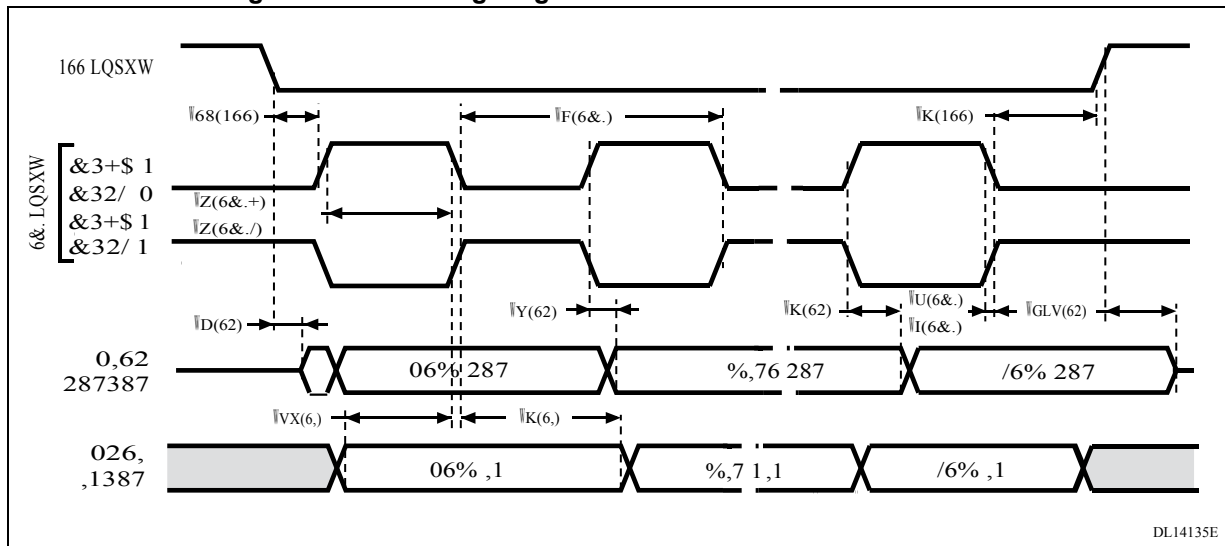 166 LQSXW
W68(166)
WF(6&.)
WK(166)
6&. LQSXW
&3+$ 1
&32/ 0
&3+$ 1
&32/ 1
WZ(6&.+)
WZ(6&./)
WD(62)
WY(62)
WK(62)
WU(6&.)
WI(6&.)
WGLV(62)
0,62
287387
06% 287
%,76 287
/6% 287
WVX(6,)
WK(6,)
026,
,1387
06% ,1
%,7 1 ,1
/6% ,1
DL14135E